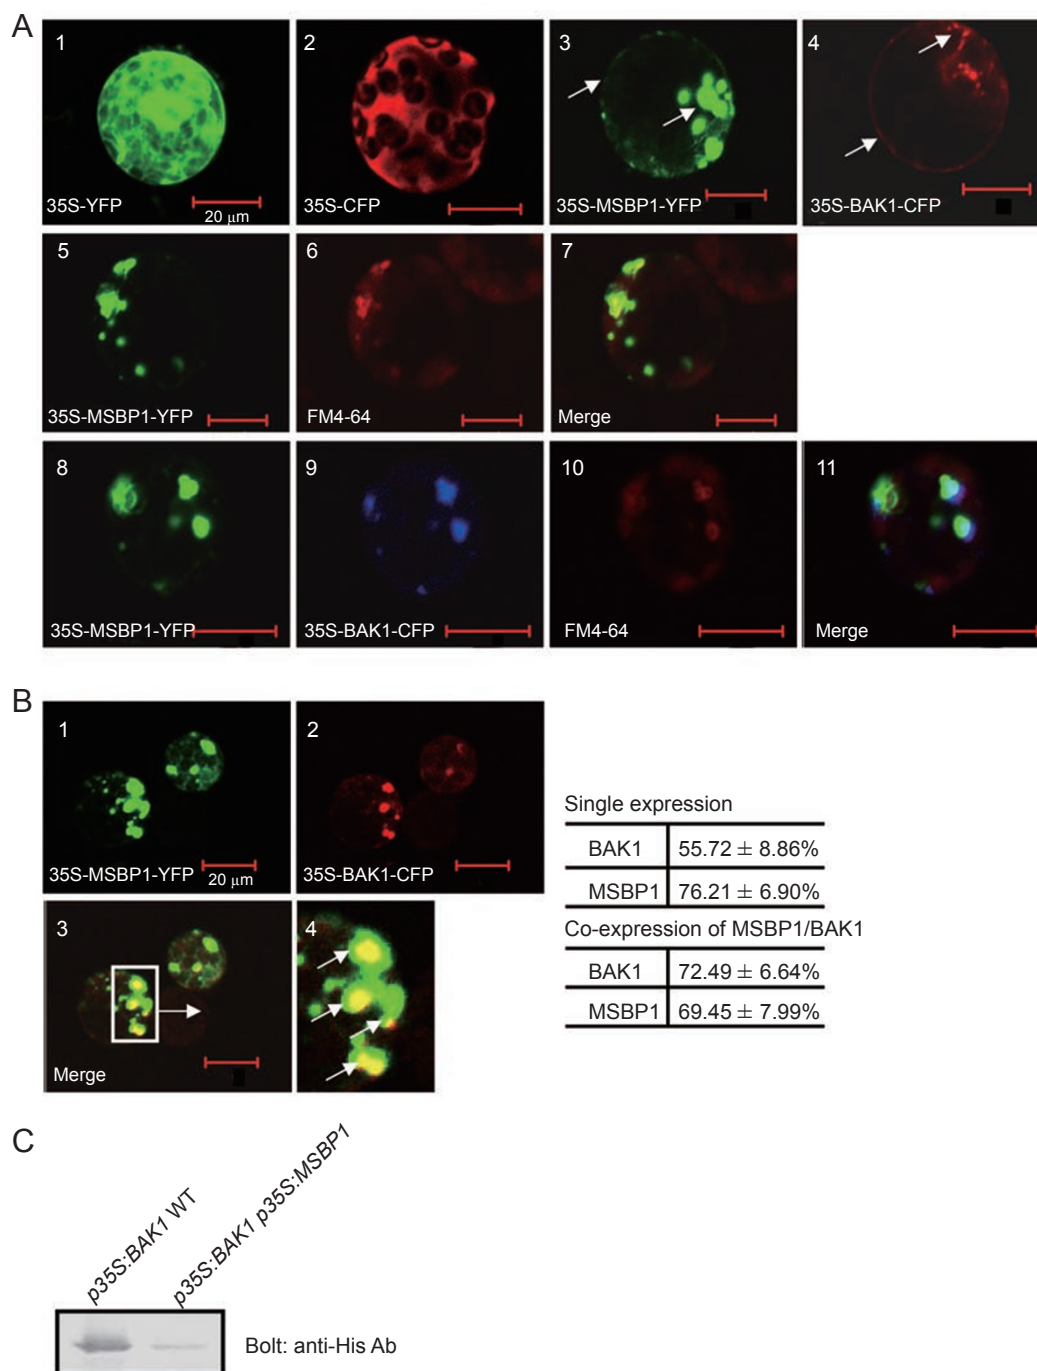 A
1
2
3
4
35S-YFP
20 μm
35S-CFP
35S-MSBP1-YFP
35S-BAK1-CFP
5
6
7
35S-MSBP1-YFP
FM4-64
Merge
8
9
10
11
35S-MSBP1-YFP
35S-BAK1-CFP
FM4-64
Merge
B
1
2
35S-MSBP1-YFP
20 μm
35S-BAK1-CFP
3
4
Merge
Single expression
BAK1 55.72 ± 8.86%
MSBP1 76.21 ± 6.90%
Co-expression of MSBP1/BAK1
BAK1 72.49 ± 6.64%
MSBP1 69.45 ± 7.99%
C
p35S:BAK1 WT
p35S:BAK1 p35S:MSBP1
Bolt: anti-His Ab